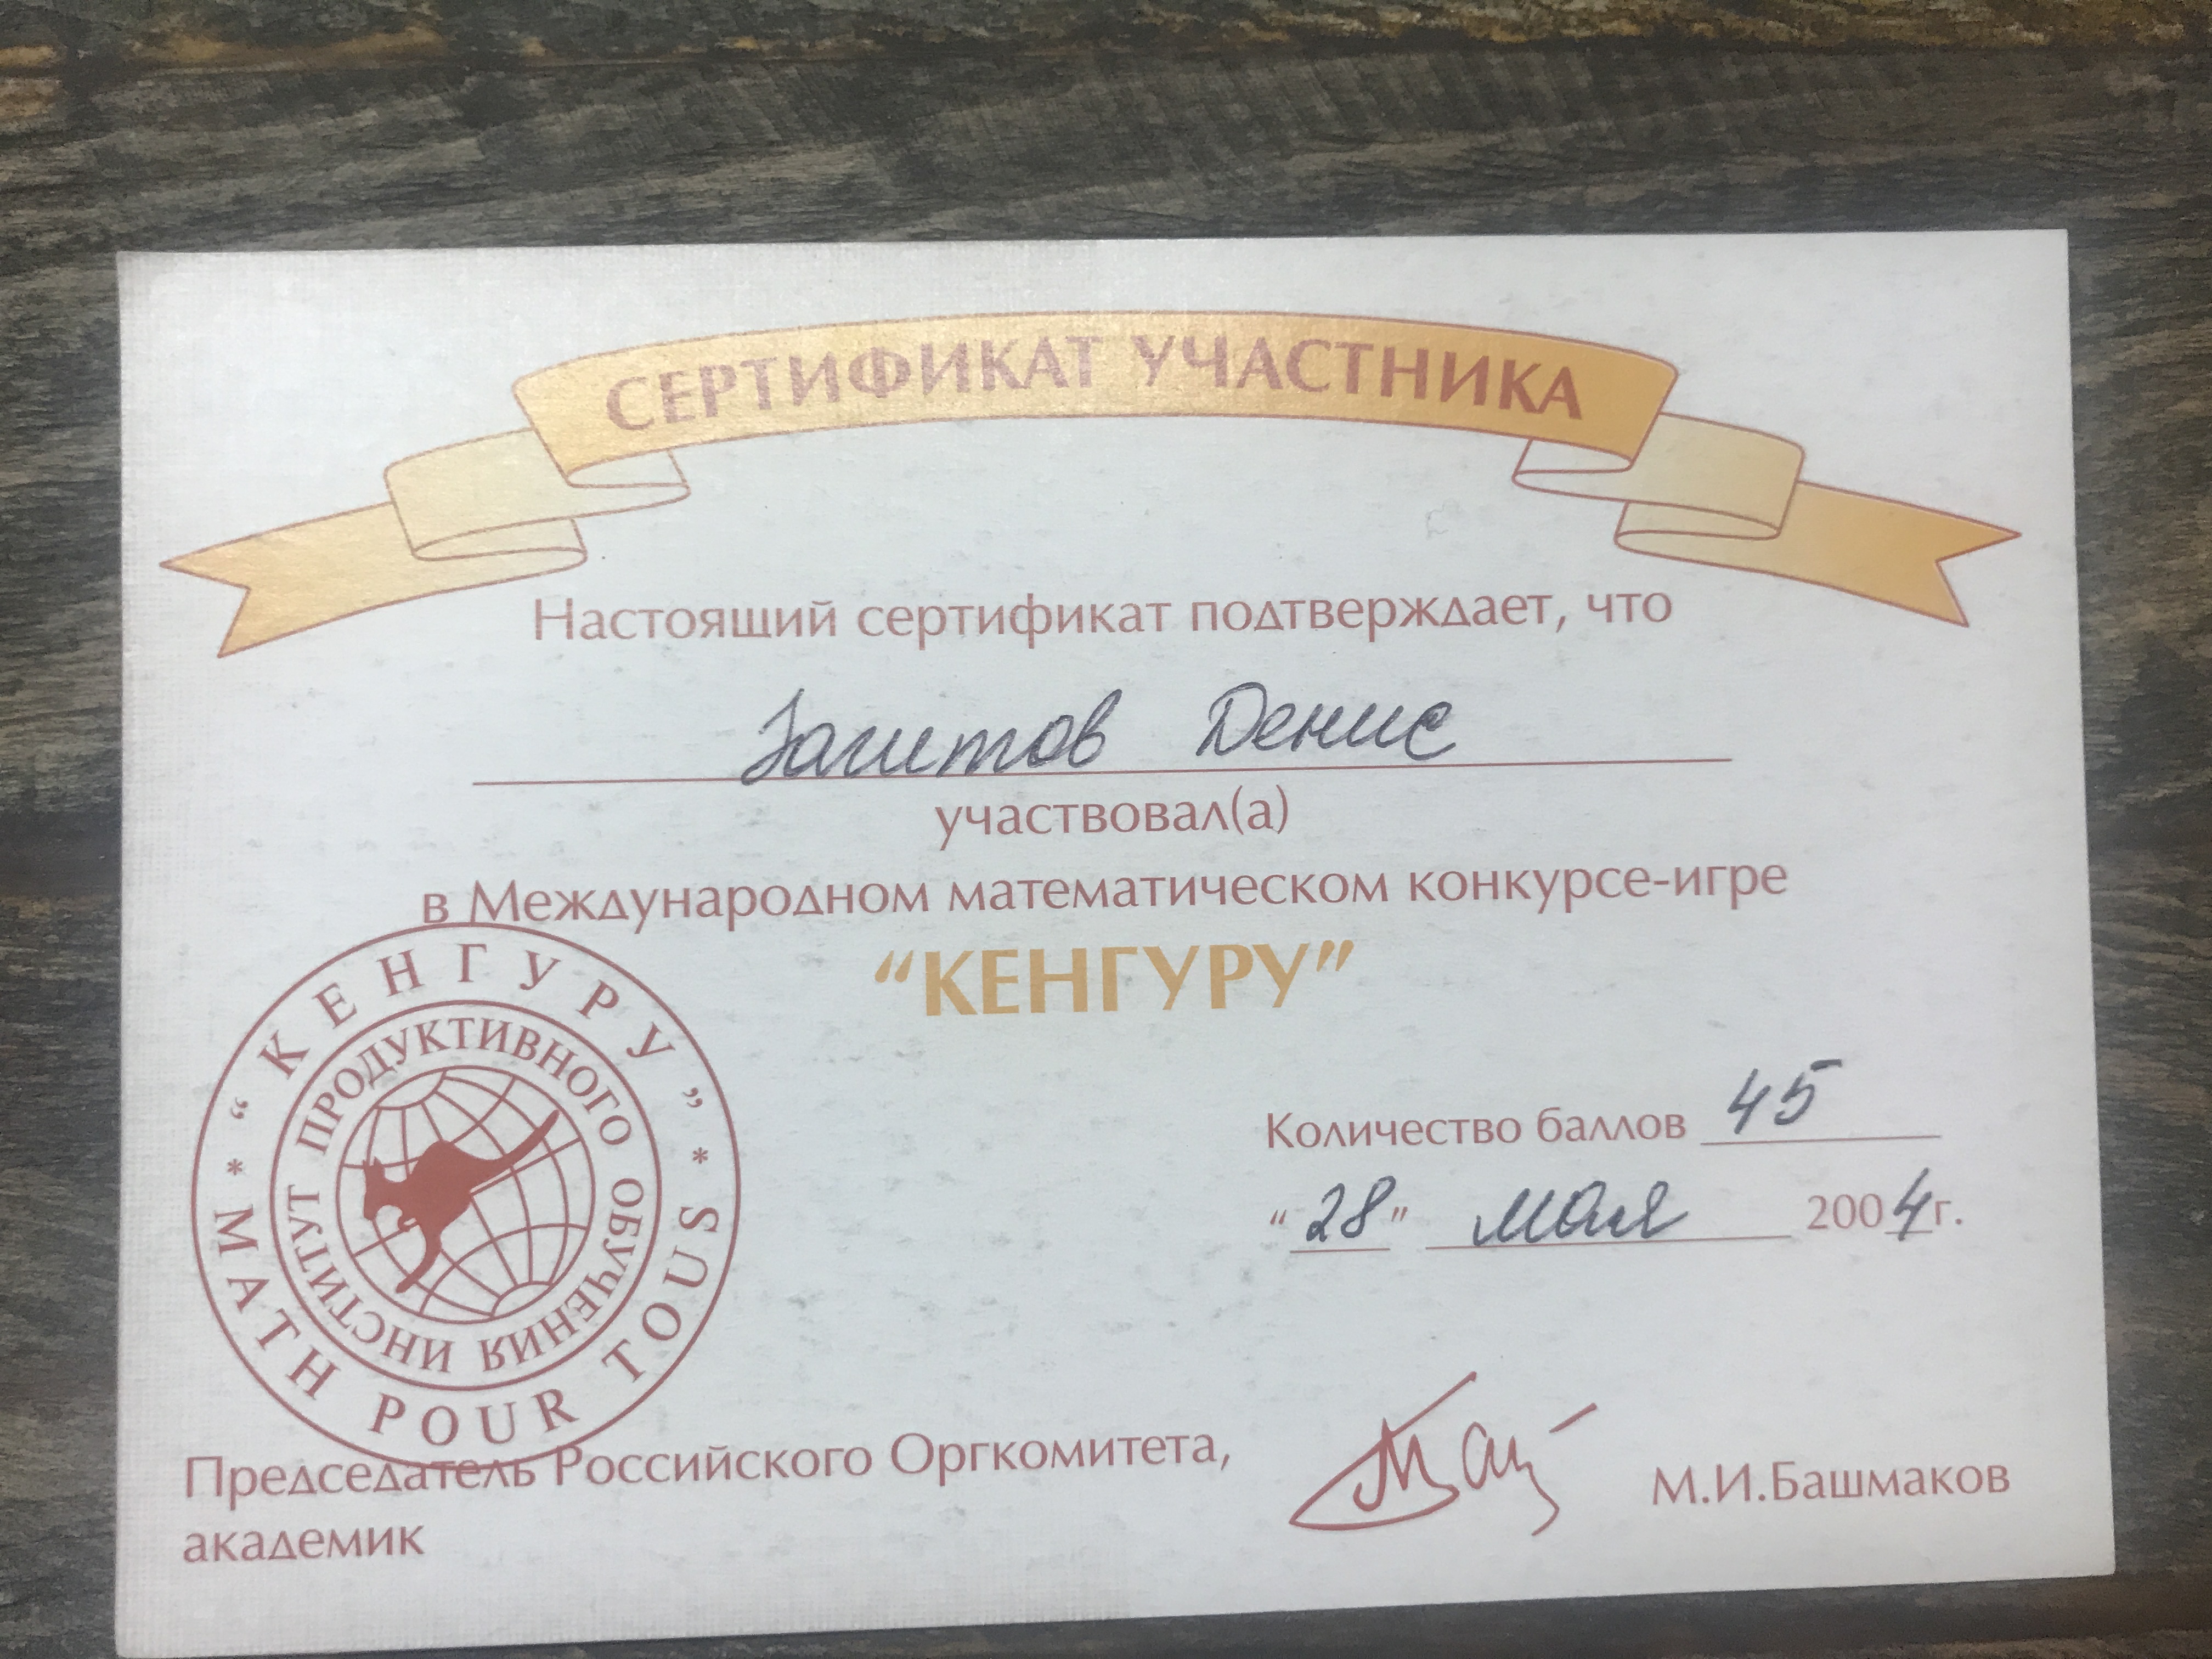 СЕРТИФИКАТ УЧАСТНИКА
Настоящий сертификат подтверждает, что
Загитов Денис
участвовал(а)
в Международном математическом конкурсе-игре
“КЕНГУРУ”
“КЕНГУРУ” * MATH POUR TOUS *
ИНСТИТУТ ПРОДУКТИВНОГО ОБУЧЕНИЯ
Количество баллов 45
“28” мая 2004г.
Председатель Российского Оргкомитета,
академик
М.И.Башмаков